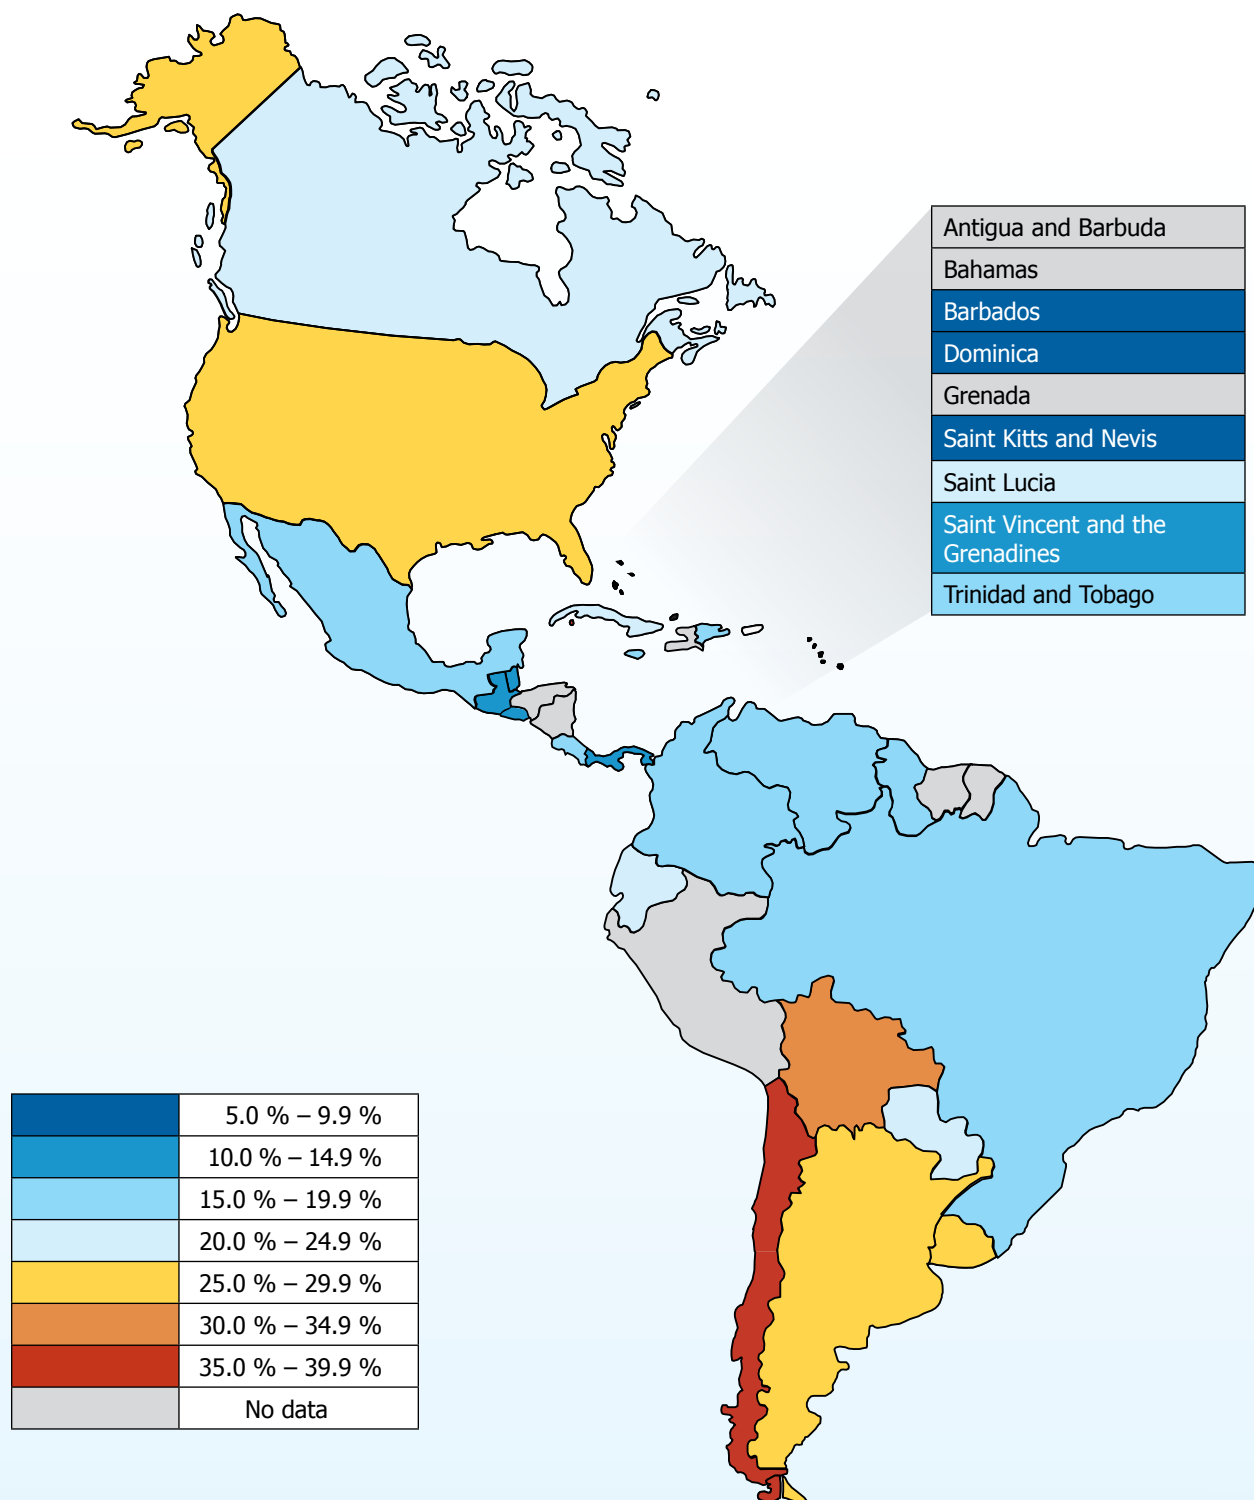 Antigua and Barbuda
Bahamas
Barbados
Dominica
Grenada
Saint Kitts and Nevis
Saint Lucia
Saint Vincent and the
Grenadines
Trinidad and Tobago
5.0 % – 9.9 %
10.0 % – 14.9 %
15.0 % – 19.9 %
20.0 % – 24.9 %
25.0 % – 29.9 %
30.0 % – 34.9 %
35.0 % – 39.9 %
No data